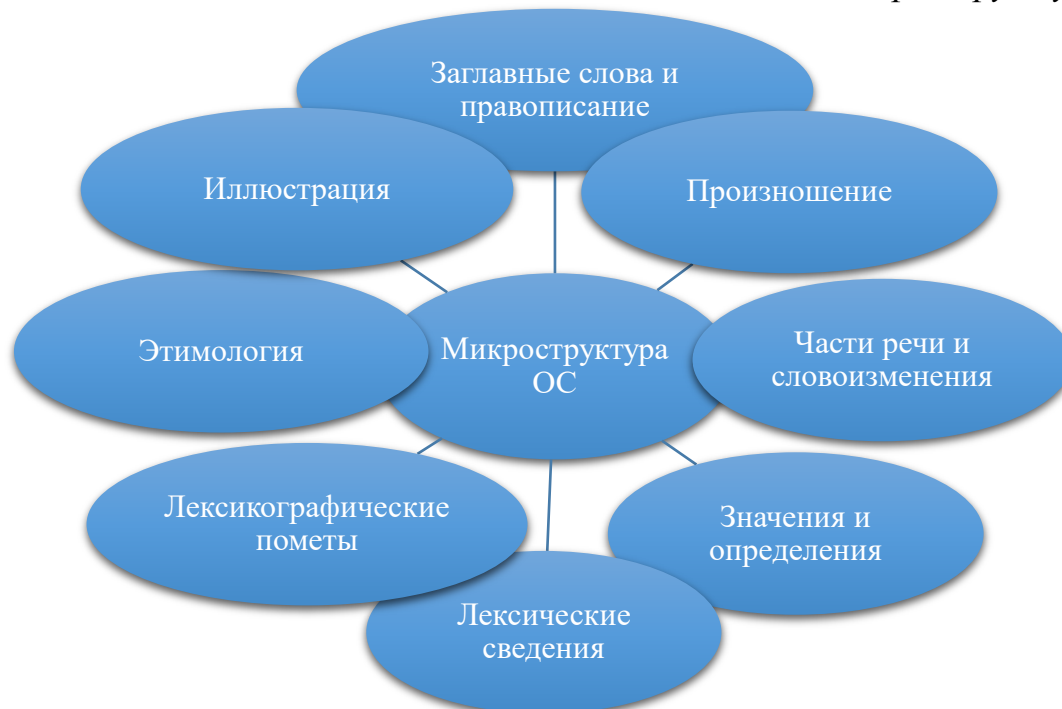 Заглавные слова и
правописание
Иллюстрация
Произношение
Этимология
Микроструктура
ОС
Части речи и
словоизменения
Лексикографические
пометы
Значения и
определения
Лексические
сведения